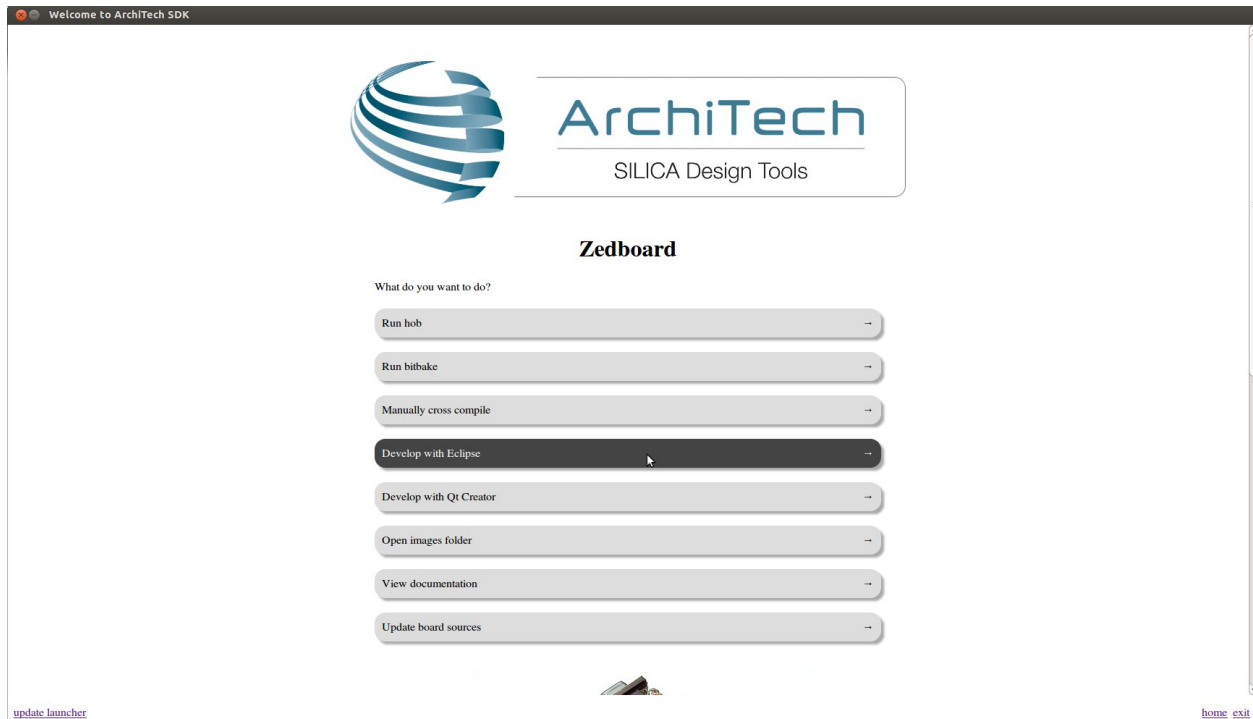 Welcome to ArchiTech SDK
ArchiTech
SILICA Design Tools
Zedboard
What do you want to do?
Run hob →
Run bitbake →
Manually cross compile →
Develop with Eclipse →
Develop with Qt Creator →
Open images folder →
View documentation →
Update board sources →
update launcher home exit